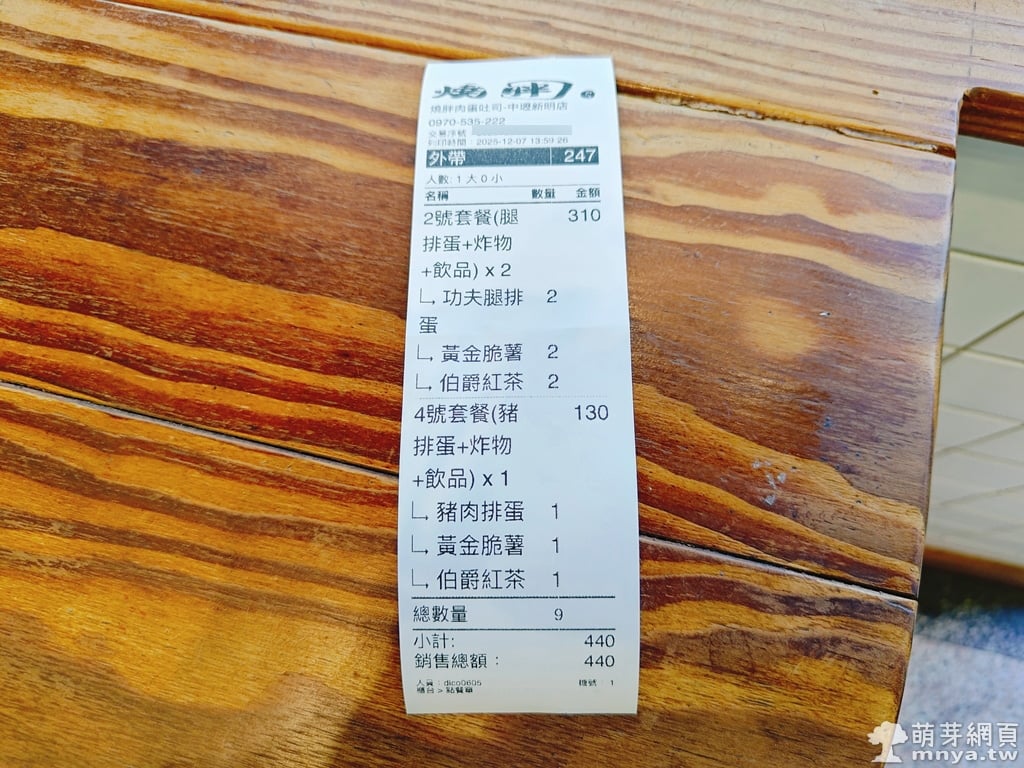 燒胖
燒胖肉蛋吐司-中壢新明店
0970-535-222
交易序號
列印時間：2025-12-07 13:59:26
外帶 247
人數: 1 大 0 小
名稱 數量 金額
2號套餐(腿 310
排蛋+炸物
+飲品) x 2
功夫腿排 2
蛋
黃金脆薯 2
伯爵紅茶 2
4號套餐(豬 130
排蛋+炸物
+飲品) x 1
豬肉排蛋 1
黃金脆薯 1
伯爵紅茶 1
總數量 9
小計: 440
銷售總額： 440
人員：dico0605 機號：1
櫃台 > 點餐單
萌芽網頁
mnya.tw